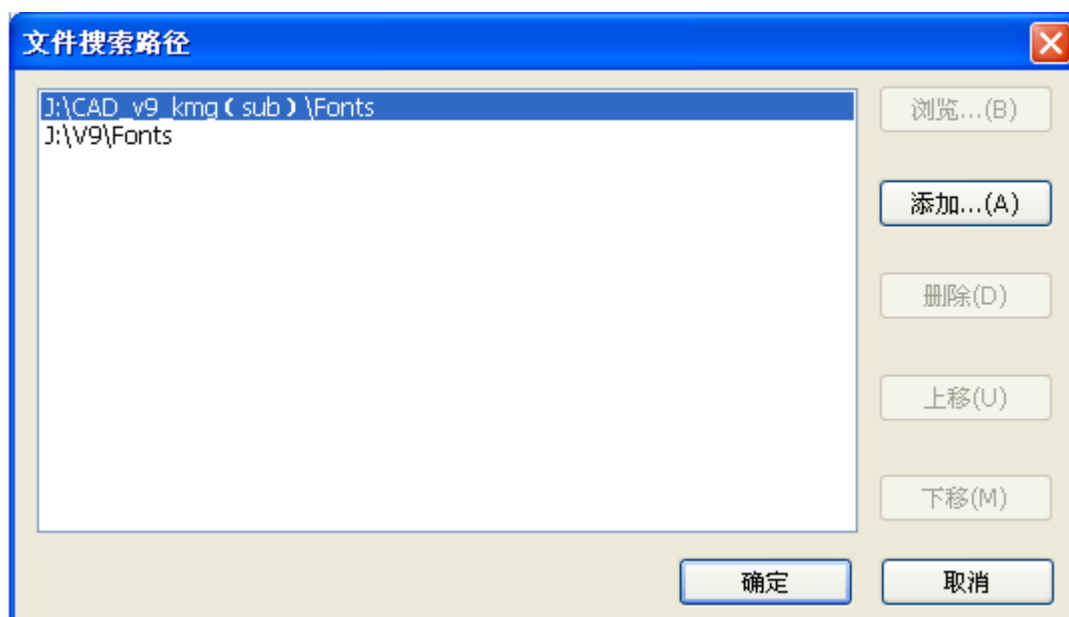 文件搜索路径
J:\CAD_v9_kmg（sub）\Fonts
J:\V9\Fonts
浏览...(B)
添加...(A)
删除(D)
上移(U)
下移(M)
确定
取消